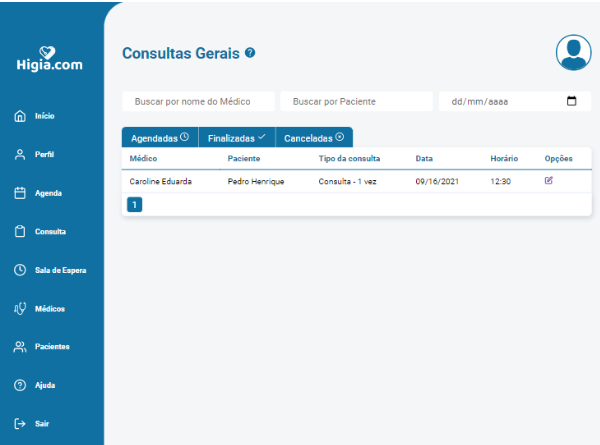 Higia.com
Início
Perfil
Agenda
Consulta
Sala de Espera
Médicos
Pacientes
Ajuda
Sair
Consultas Gerais ?
Buscar por nome do Médico Buscar por Paciente dd/mm/aaaa
Agendadas Finalizadas Canceladas
Médico Paciente Tipo da consulta Data Horário Opções
Caroline Eduarda Pedro Henrique Consulta - 1 vez 09/16/2021 12:30
1